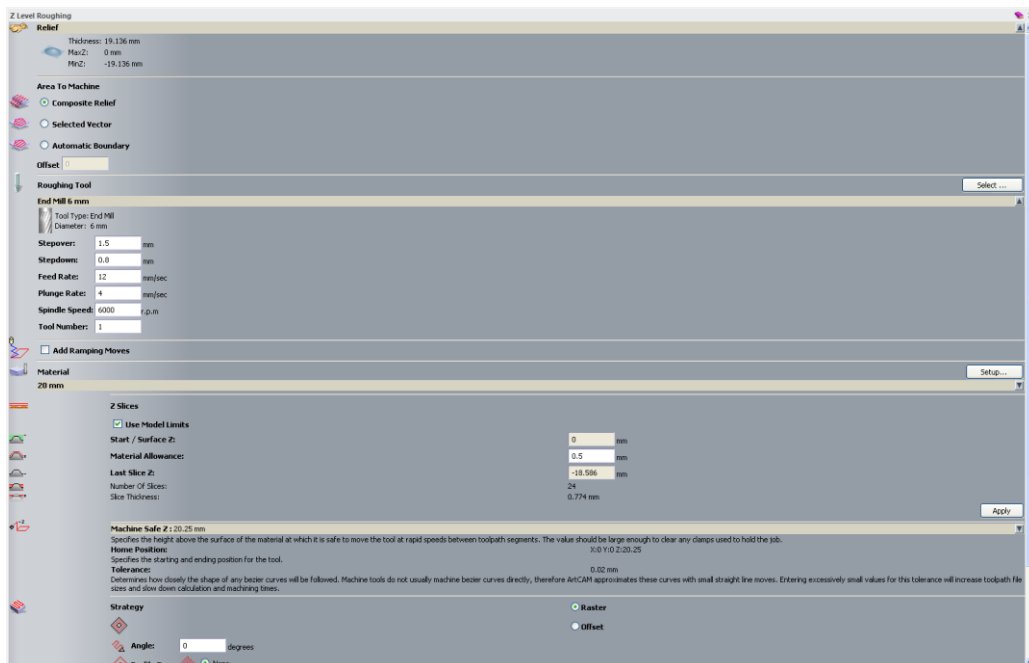 Z Level Roughing
Relief
Thickness: 19.136 mm
MaxZ: 0 mm
MinZ: -19.136 mm
Area To Machine
Composite Relief
Selected Vector
Automatic Boundary
Offset 0
Roughing Tool Select ...
End Mill 6 mm
Tool Type: End Mill
Diameter: 6 mm
Stepover: 1.5 mm
Stepdown: 0.8 mm
Feed Rate: 12 mm/sec
Plunge Rate: 4 mm/sec
Spindle Speed: 6000 r.p.m
Tool Number: 1
Add Ramping Moves
Material Setup...
20 mm
Z Slices
Use Model Limits
Start / Surface Z: 0 mm
Material Allowance: 0.5 mm
Last Slice Z: -18.586 mm
Number Of Slices: 24
Slice Thickness: 0.774 mm
Apply
Machine Safe Z : 20.25 mm
Specifies the height above the surface of the material at which it is safe to move the tool at rapid speeds between toolpath segments. The value should be large enough to clear any clamps used to hold the job.
Home Position: X:0 Y:0 Z:20.25
Specifies the starting and ending position for the tool.
Tolerance: 0.02 mm
Determines how closely the shape of any bezier curves will be followed. Machine tools do not usually machine bezier curves directly, therefore ArtCAM approximates these curves with small straight line moves. Entering excessively small values for this tolerance will increase toolpath file
sizes and slow down calculation and machining times.
Strategy Raster
Offset
Angle: 0 degrees